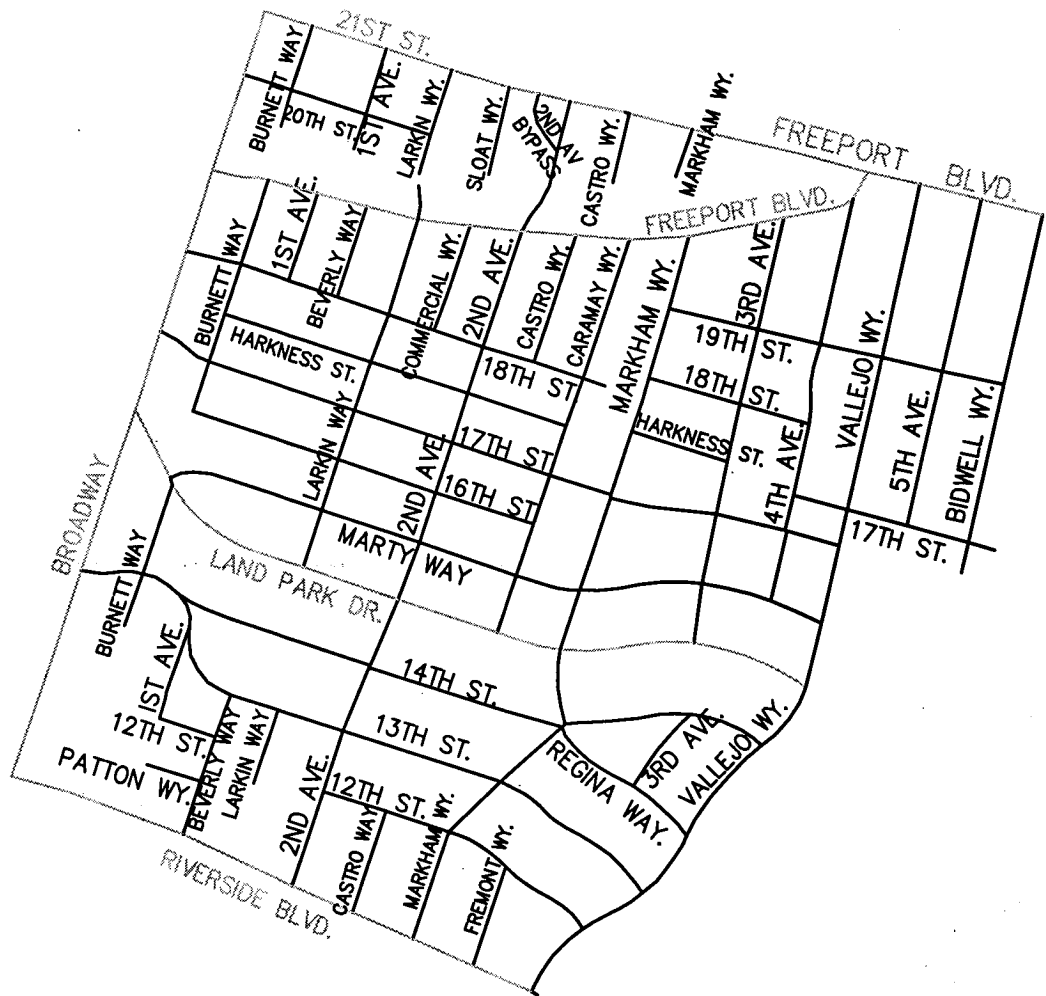 21ST ST.
BURNETT WAY
1ST AVE.
LARKIN WY.
20TH ST.
SLOAT WY.
2ND AV
BYPASS
CASTRO WY.
MARKHAM WY.
FREEPORT BLVD.
FREEPORT BLVD.
BURNETT WAY
1ST AVE.
BEVERLY WAY
COMMERCIAL WY.
2ND AVE.
CASTRO WY.
CARAMAY WY.
MARKHAM WY.
3RD AVE.
19TH ST.
18TH ST.
HARKNESS ST.
VALLEJO WY.
5TH AVE.
BIDWELL WY.
4TH AVE.
17TH ST.
HARKNESS ST.
18TH ST
17TH ST
16TH ST
LARKIN WAY
2ND AVE.
MARTY WAY
BROADWAY
LAND PARK DR.
BURNETT WAY
1ST AVE.
12TH ST.
PATTON WY.
BEVERLY WAY
LARKIN WAY
2ND AVE.
14TH ST.
13TH ST.
12TH ST.
CASTRO WAY
MARKHAM WY.
FREMONT WY.
REGINA WAY.
3RD AVE.
VALLEJO WY.
RIVERSIDE BLVD.